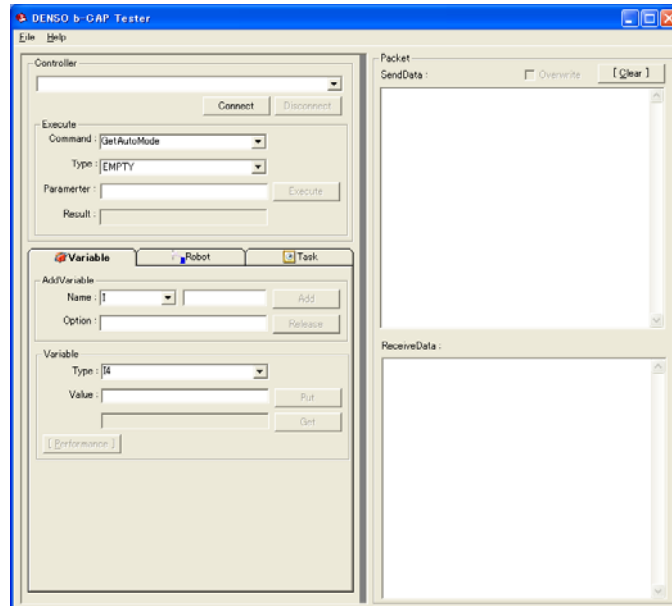 DENSO b-CAP Tester
File Help
Controller
Connect Disconnect
Execute
Command : GetAutoMode
Type : EMPTY
Paramerter : Execute
Result :
Variable Robot Task
AddVariable
Name : I Add
Option : Release
Variable
Type : I4
Value : Put
Get
[ Performance ]
Packet
SendData : Overwrite [ Clear ]
ReceiveData :